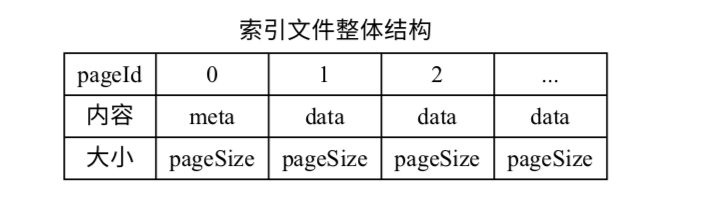 索引文件整体结构
pageId 0 1 2 ...
内容 meta data data data
大小 pageSize pageSize pageSize pageSize